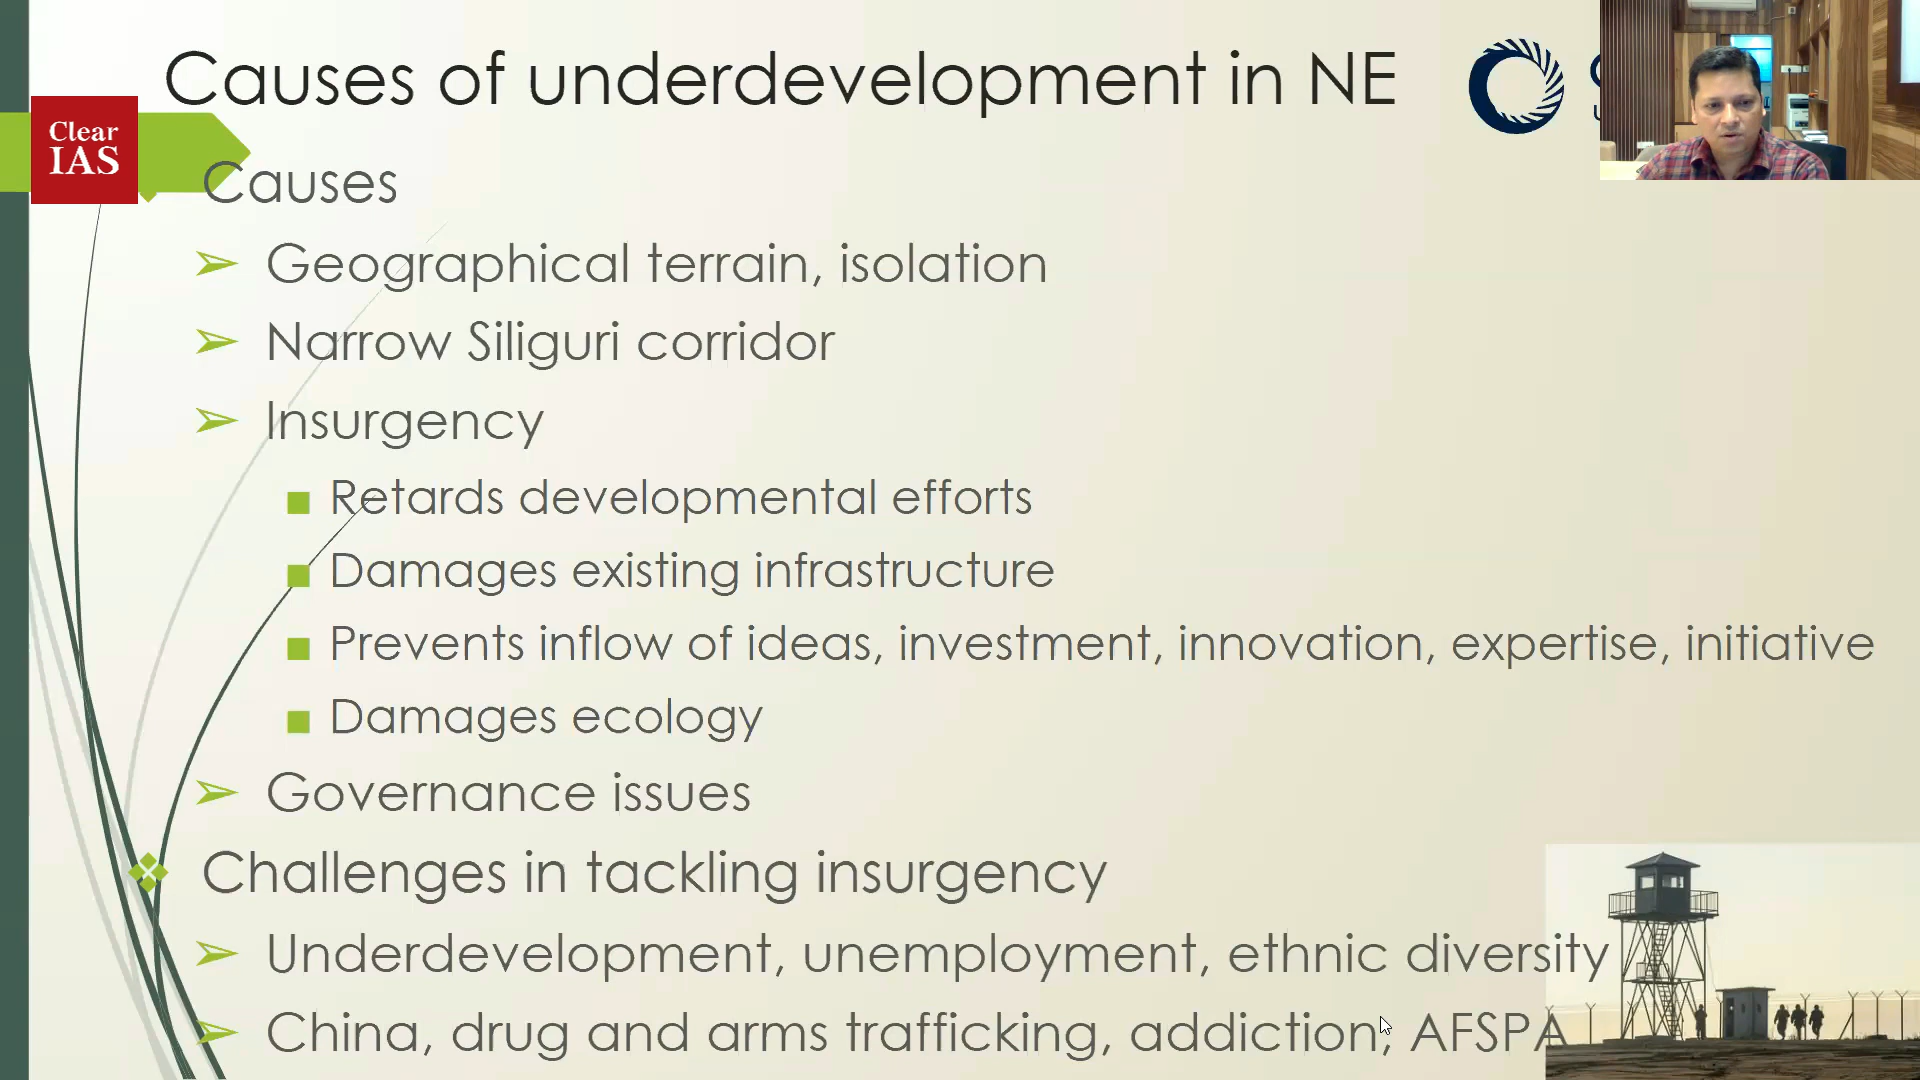 Causes of underdevelopment in NE
Clear
IAS
Causes
Geographical terrain, isolation
Narrow Siliguri corridor
Insurgency
Retards developmental efforts
Damages existing infrastructure
Prevents inflow of ideas, investment, innovation, expertise, initiative
Damages ecology
Governance issues
Challenges in tackling insurgency
Underdevelopment, unemployment, ethnic diversity
China, drug and arms trafficking, addiction, AFSPA